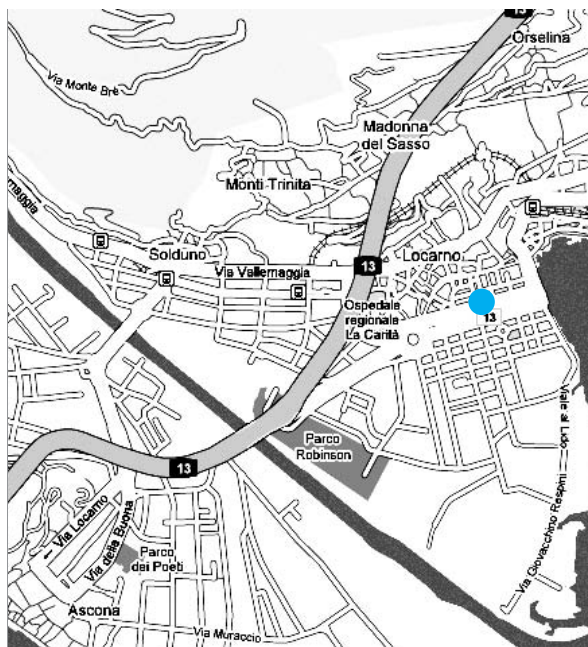 13
Orselina
Via Monte Brè
Madonna
del Sasso
Monti Trinita
Solduno
Via Vallemaggia
13
Locarno
Ospedale
regionale
La Carità
13
Parco
Robinson
13
Viale al Lido
Via Giovacchino Respini
Via Locarno
Via della Buona
Parco
dei Poeti
Ascona
Via Muraccio